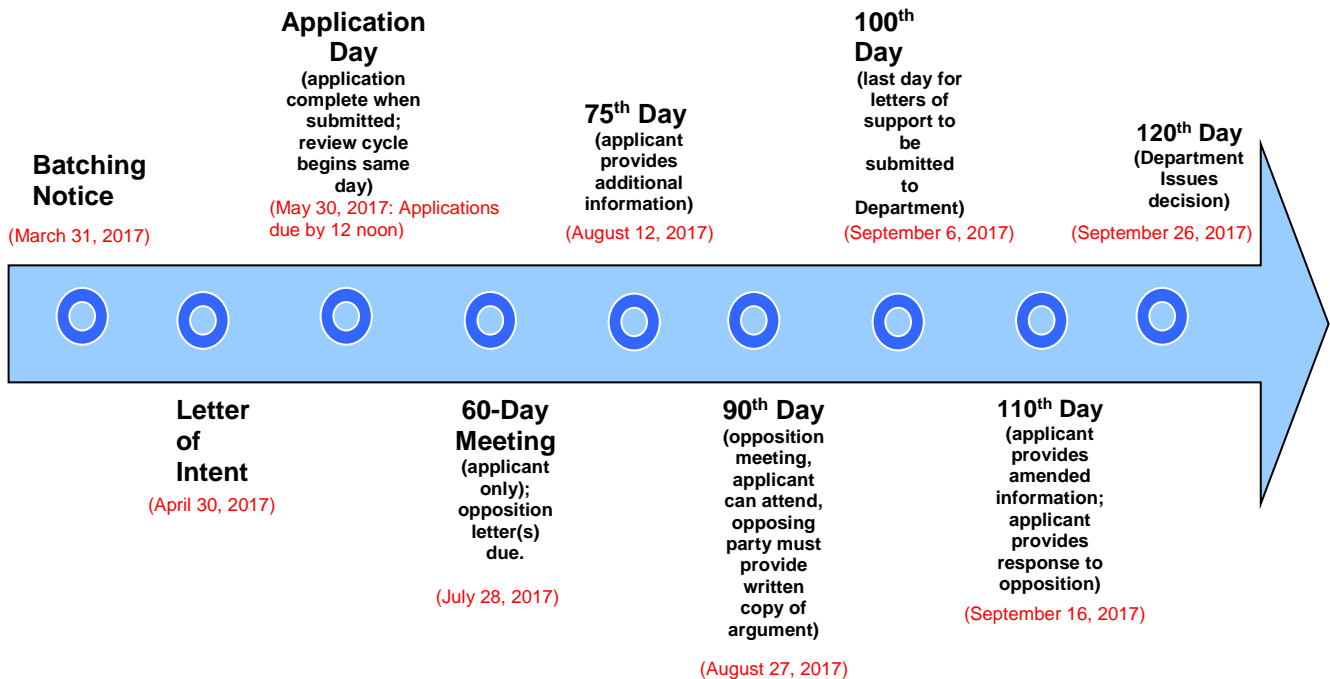 Batching
Notice
(March 31, 2017)
Letter
of
Intent
(April 30, 2017)
Application
Day
(application
complete when
submitted;
review cycle
begins same
day)
(May 30, 2017: Applications
due by 12 noon)
60-Day
Meeting
(applicant
only);
opposition
letter(s)
due.
(July 28, 2017)
75th Day
(applicant
provides
additional
information)
(August 12, 2017)
90th Day
(opposition
meeting,
applicant
can attend,
opposing
party must
provide
written
copy of
argument)
(August 27, 2017)
100th
Day
(last day for
letters of
support to
be
submitted
to
Department)
(September 6, 2017)
110th Day
(applicant
provides
amended
information;
applicant
provides
response to
opposition)
(September 16, 2017)
120th Day
(Department
Issues
decision)
(September 26, 2017)